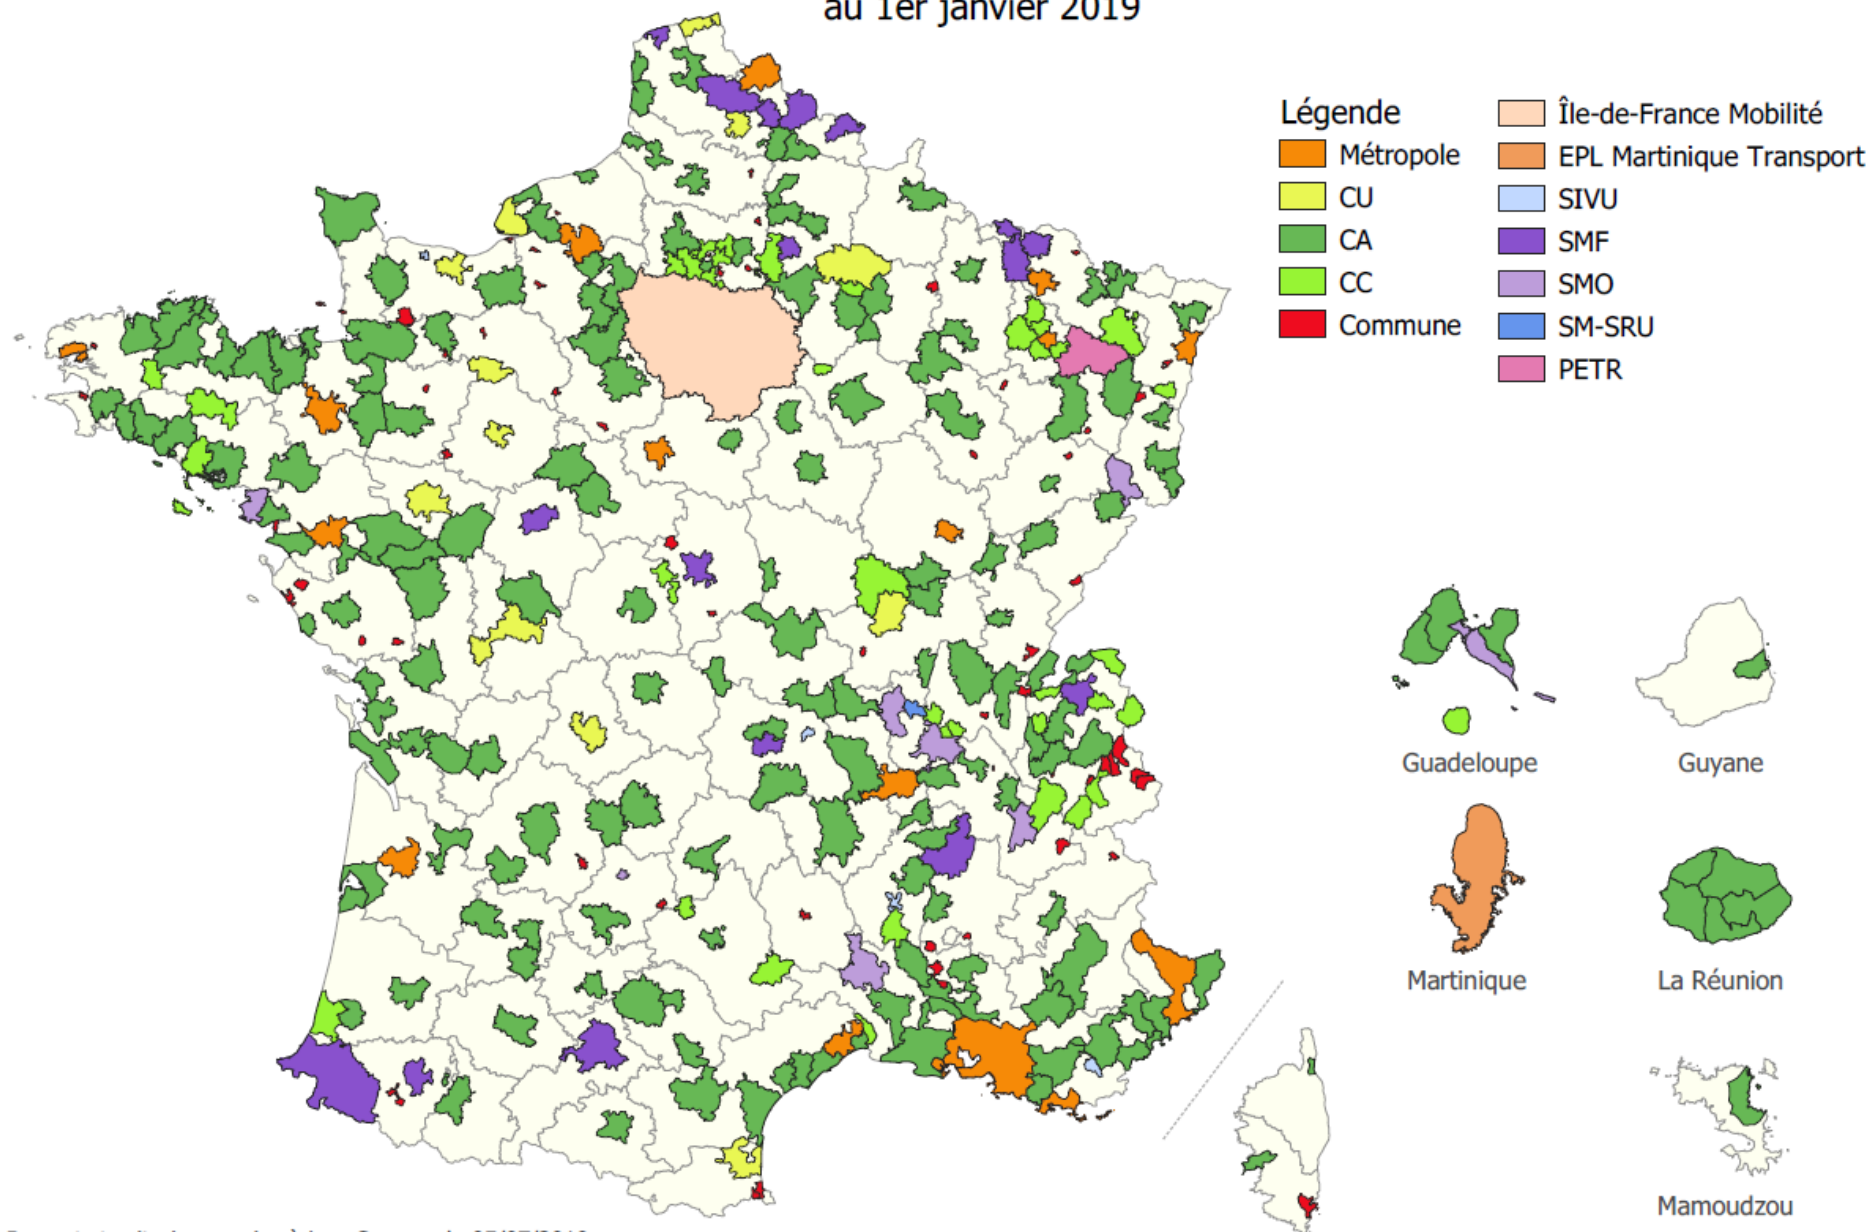 au 1er janvier 2019
Légende
Métropole
CU
CA
CC
Commune
Île-de-France Mobilité
EPL Martinique Transport
SIVU
SMF
SMO
SM-SRU
PETR
Guadeloupe
Guyane
Martinique
La Réunion
Mamoudzou